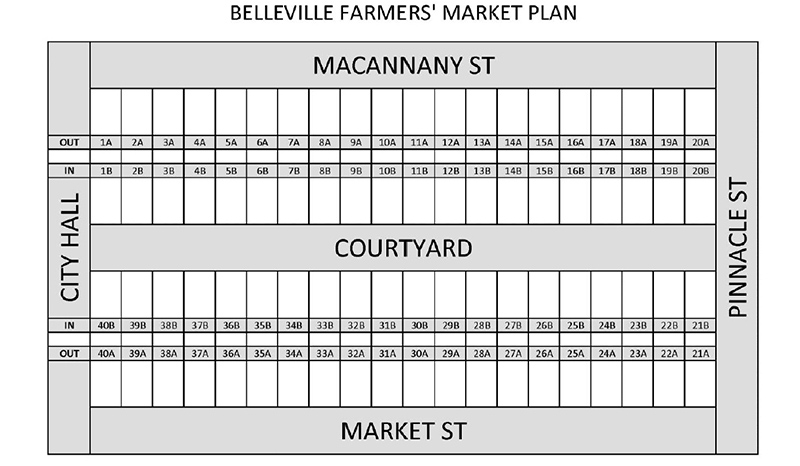 BELLEVILLE FARMERS' MARKET PLAN
MACANNANY ST
OUT 1A 2A 3A 4A 5A 6A 7A 8A 9A 10A 11A 12A 13A 14A 15A 16A 17A 18A 19A 20A
IN 1B 2B 3B 4B 5B 6B 7B 8B 9B 10B 11B 12B 13B 14B 15B 16B 17B 18B 19B 20B
CITY HALL
COURTYARD
PINNACLE ST
IN 40B 39B 38B 37B 36B 35B 34B 33B 32B 31B 30B 29B 28B 27B 26B 25B 24B 23B 22B 21B
OUT 40A 39A 38A 37A 36A 35A 34A 33A 32A 31A 30A 29A 28A 27A 26A 25A 24A 23A 22A 21A
MARKET ST